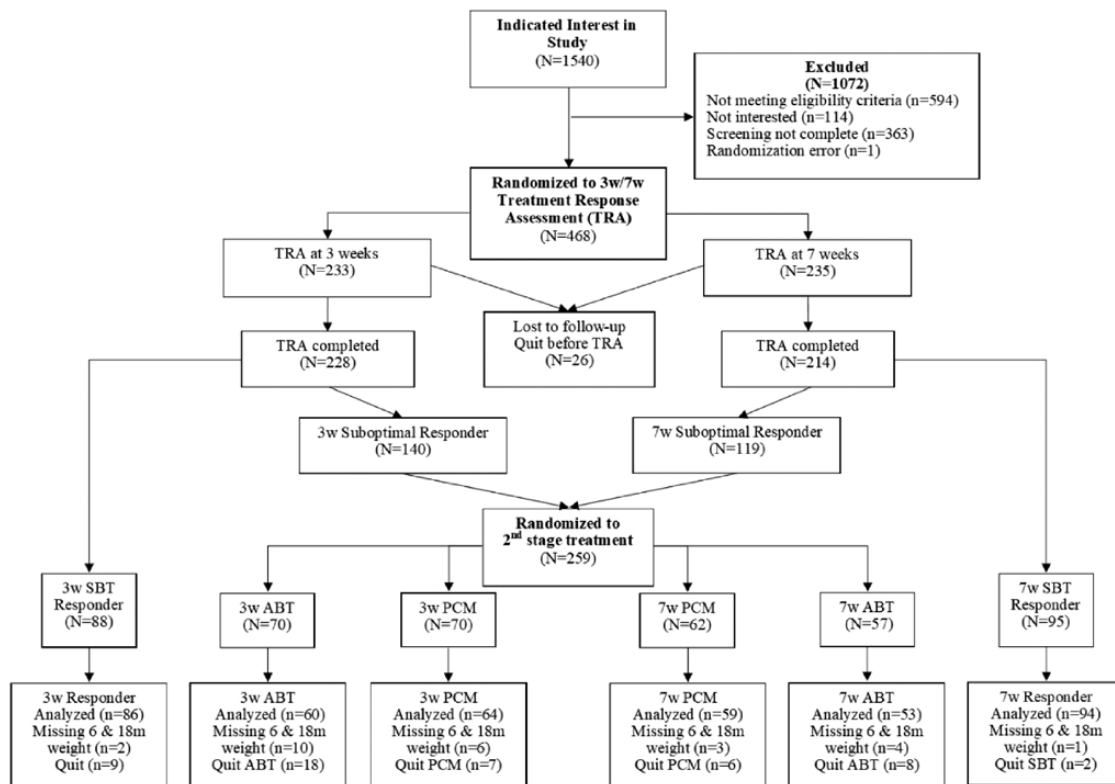 Indicated Interest in
Study
(N=1540)
Excluded
(N=1072)
Not meeting eligibility criteria (n=594)
Not interested (n=114)
Screening not complete (n=363)
Randomization error (n=1)
Randomized to 3w/7w
Treatment Response
Assessment (TRA)
(N=468)
TRA at 3 weeks
(N=233)
TRA at 7 weeks
(N=235)
Lost to follow-up
Quit before TRA
(N=26)
TRA completed
(N=228)
TRA completed
(N=214)
3w Suboptimal Responder
(N=140)
7w Suboptimal Responder
(N=119)
Randomized to
2nd stage treatment
(N=259)
3w SBT
Responder
(N=88)
3w ABT
(N=70)
3w PCM
(N=70)
7w PCM
(N=62)
7w ABT
(N=57)
7w SBT
Responder
(N=95)
3w Responder
Analyzed (n=86)
Missing 6 & 18m
weight (n=2)
Quit (n=9)
3w ABT
Analyzed (n=60)
Missing 6 & 18m
weight (n=10)
Quit ABT (n=18)
3w PCM
Analyzed (n=64)
Missing 6 & 18m
weight (n=6)
Quit PCM (n=7)
7w PCM
Analyzed (n=59)
Missing 6 & 18m
weight (n=3)
Quit PCM (n=6)
7w ABT
Analyzed (n=53)
Missing 6 & 18m
weight (n=4)
Quit ABT (n=8)
7w Responder
Analyzed (n=94)
Missing 6 & 18m
weight (n=1)
Quit SBT (n=2)